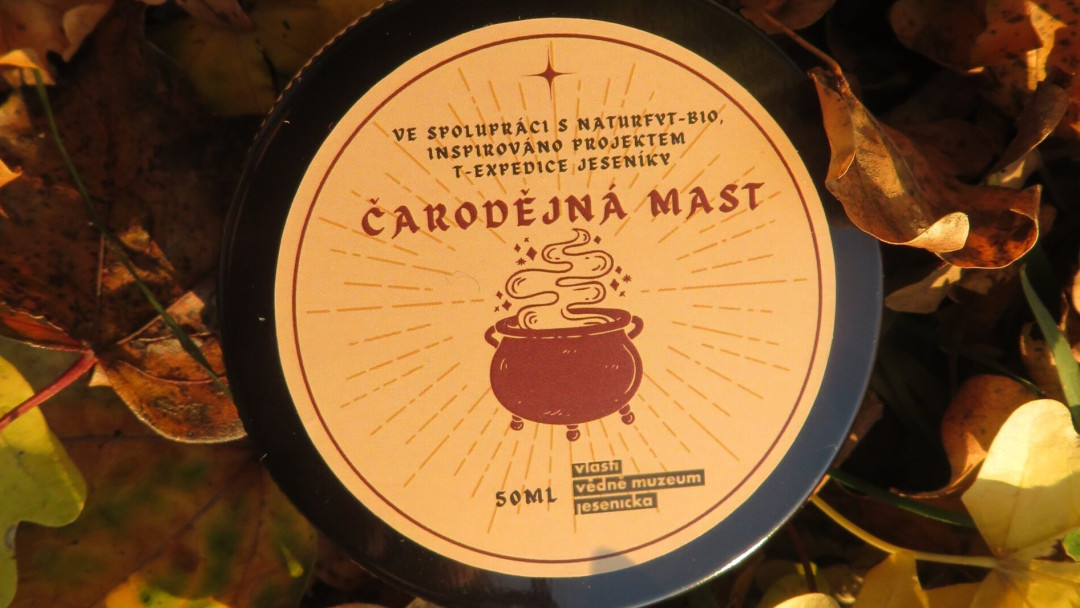 VE SPOLUPRÁCI S NATURFYT-BIO,
INSPIROVÁNO PROJEKTEM
T-EXPEDICE JESENÍKY
ČARODĚJNÁ MAST
50ML
vlasti
vědné muzeum
jesenicka